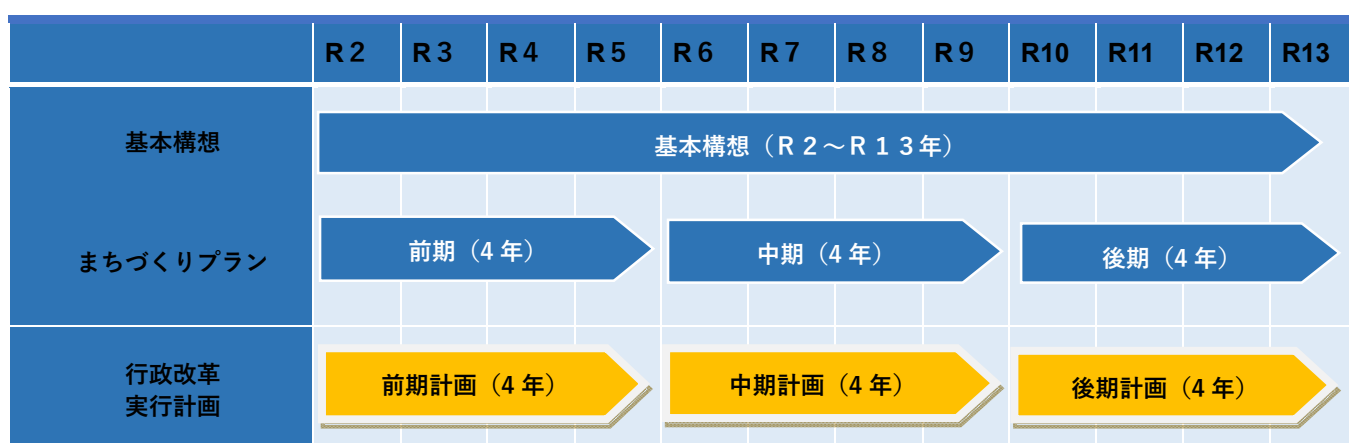 R2 R3 R4 R5 R6 R7 R8 R9 R10 R11 R12 R13
基本構想
基本構想（R２～R１３年）
まちづくりプラン
前期（4 年）
中期（4 年）
後期（4 年）
行政改革
実行計画
前期計画（4 年）
中期計画（4 年）
後期計画（4 年）